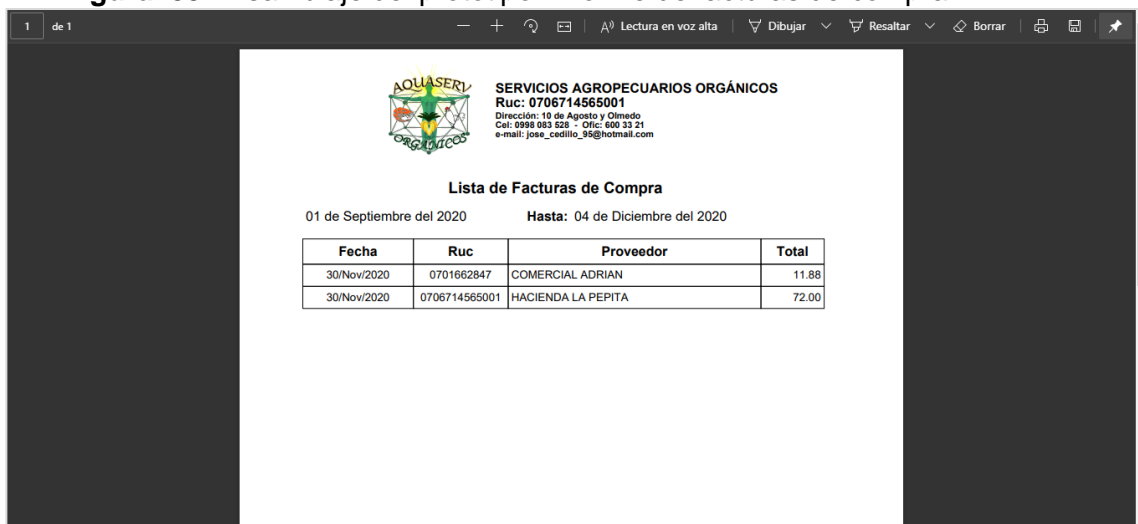 1 de 1 Lectura en voz alta Dibujar Resaltar Borrar
AQUASERV
ORGÁNICOS
SERVICIOS AGROPECUARIOS ORGÁNICOS
Ruc: 0706714565001
Dirección: 10 de Agosto y Olmedo
Cel: 0998 083 528 - Ofic: 600 33 21
e-mail: jose_cedillo_95@hotmail.com
Lista de Facturas de Compra
01 de Septiembre del 2020 Hasta: 04 de Diciembre del 2020
Fecha Ruc Proveedor Total
30/Nov/2020 0701662847 COMERCIAL ADRIAN 11.88
30/Nov/2020 0706714565001 HACIENDA LA PEPITA 72.00